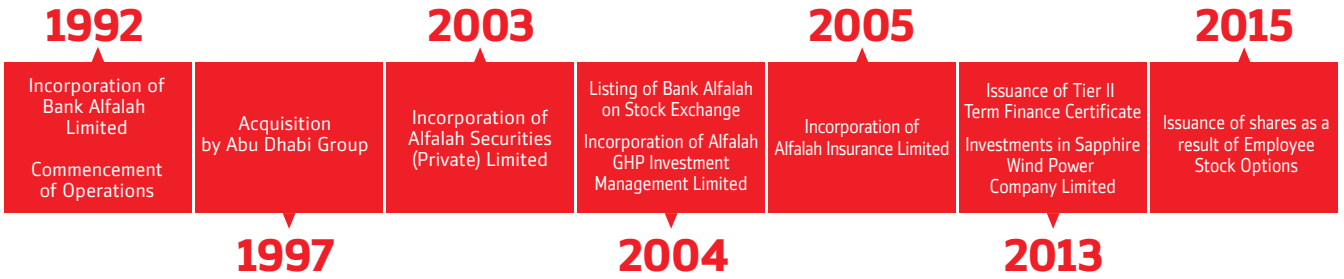 1992
Incorporation of
Bank Alfalah
Limited
Commencement
of Operations
Acquisition
by Abu Dhabi Group
1997
2003
Incorporation of
Alfalah Securities
(Private) Limited
Listing of Bank Alfalah
on Stock Exchange
Incorporation of Alfalah
GHP Investment
Management Limited
2004
2005
Incorporation of
Alfalah Insurance Limited
Issuance of Tier II
Term Finance Certificate
Investments in Sapphire
Wind Power
Company Limited
2013
2015
Issuance of shares as a
result of Employee
Stock Options